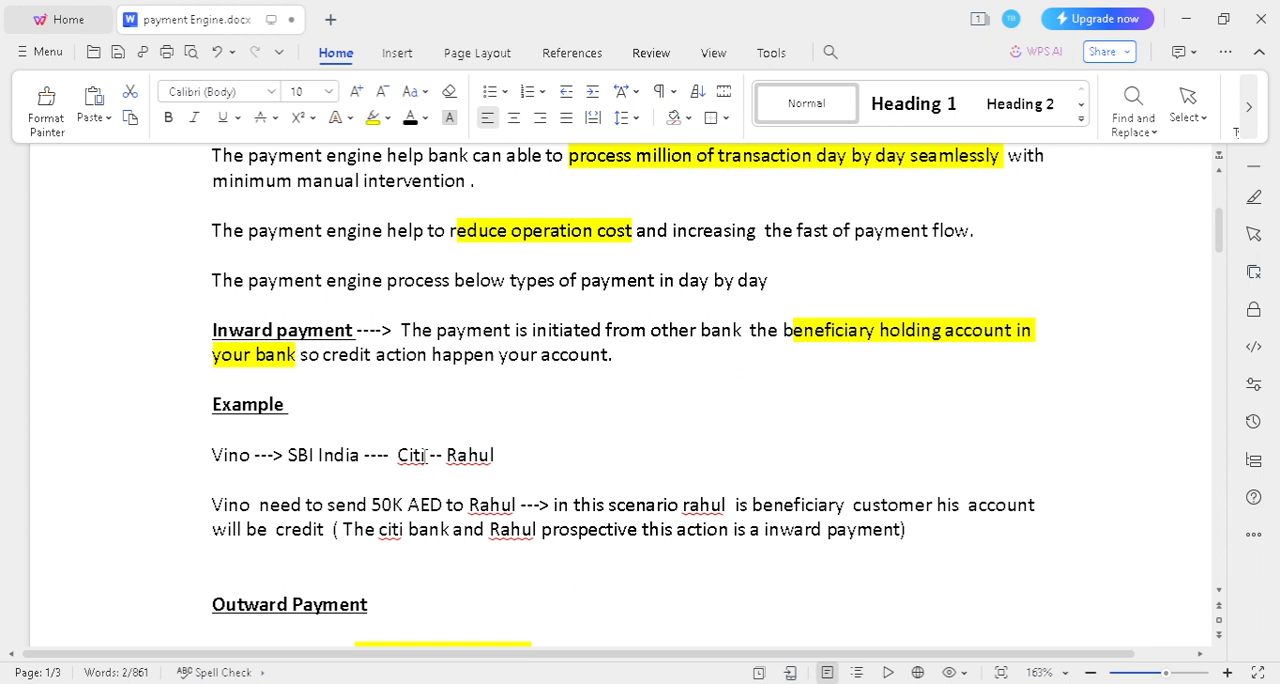 Home
payment Engine.docx
TB
Upgrade now
Menu
Home
Insert
Page Layout
References
Review
View
Tools
WPS AI
Share
Format Painter
Paste
Calibri (Body)
10
Normal
Heading 1
Heading 2
Find and Replace
Select
The payment engine help bank can able to process million of transaction day by day seamlessly with
minimum manual intervention .
The payment engine help to reduce operation cost and increasing the fast of payment flow.
The payment engine process below types of payment in day by day
Inward payment ----> The payment is initiated from other bank the beneficiary holding account in
your bank so credit action happen your account.
Example
Vino ---> SBI India ---- Citi-- Rahul
Vino need to send 50K AED to Rahul ---> in this scenario rahul is beneficiary customer his account
will be credit ( The citi bank and Rahul prospective this action is a inward payment)
Outward Payment
Page: 1/3
Words: 2/861
Spell Check
163%